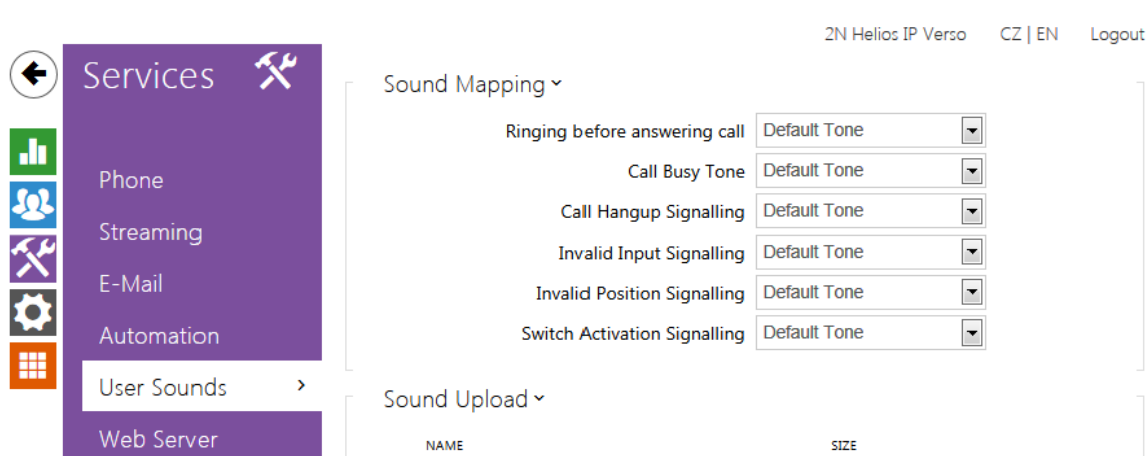 2N Helios IP Verso CZ | EN Logout
Services
Phone
Streaming
E-Mail
Automation
User Sounds
Web Server
Sound Mapping
Ringing before answering call Default Tone
Call Busy Tone Default Tone
Call Hangup Signalling Default Tone
Invalid Input Signalling Default Tone
Invalid Position Signalling Default Tone
Switch Activation Signalling Default Tone
Sound Upload
NAME SIZE